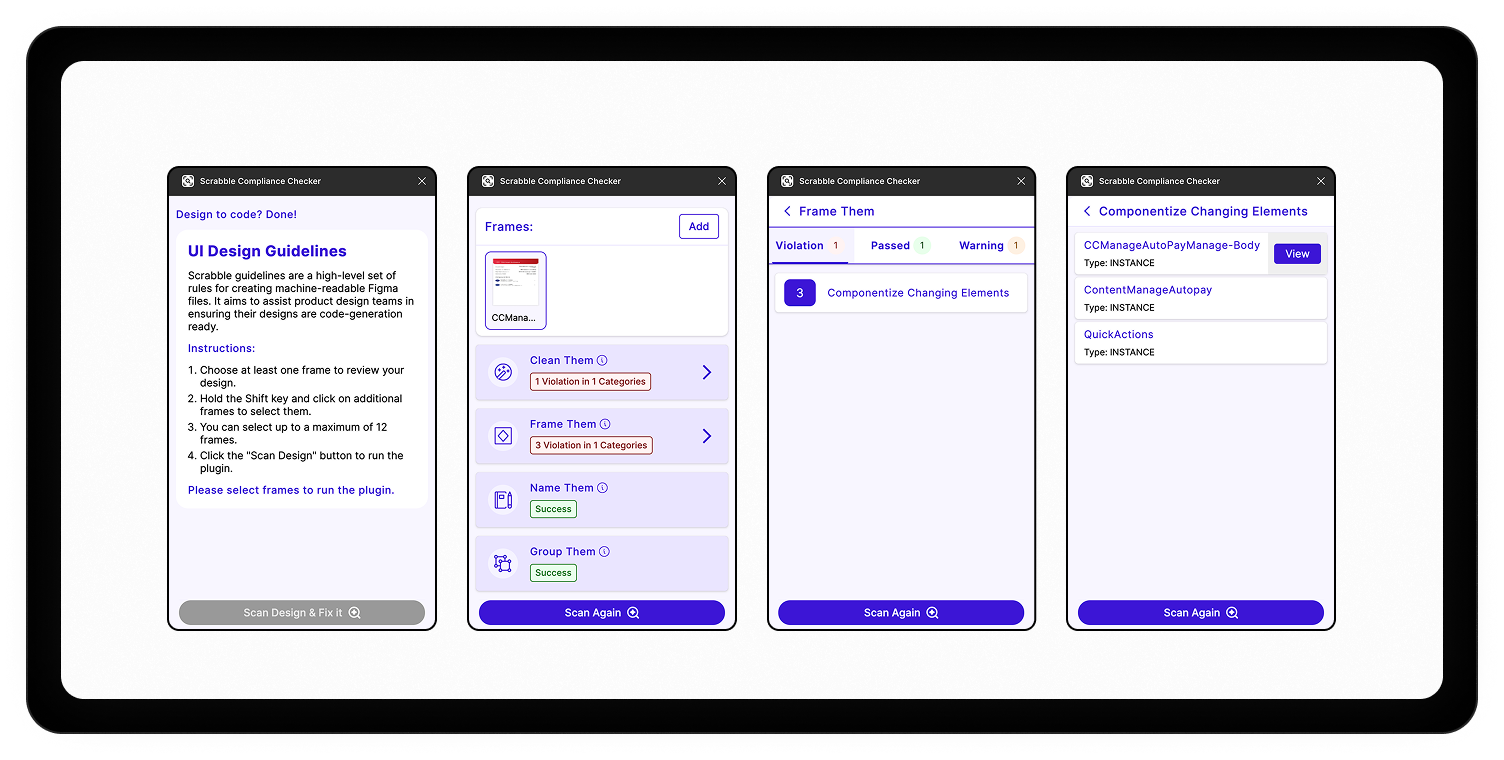 Scrabble Compliance Checker
Design to code? Done!
UI Design Guidelines
Scrabble guidelines are a high-level set of
rules for creating machine-readable Figma
files. It aims to assist product design teams in
ensuring their designs are code-generation
ready.
Instructions:
1. Choose at least one frame to review your
design.
2. Hold the Shift key and click on additional
frames to select them.
3. You can select up to a maximum of 12
frames.
4. Click the "Scan Design" button to run the
plugin.
Please select frames to run the plugin.
Scan Design & Fix it
Scrabble Compliance Checker
Frames:
Add
CCMana...
Clean Them
1 Violation in 1 Categories
Frame Them
3 Violation in 1 Categories
Name Them
Success
Group Them
Success
Scan Again
Scrabble Compliance Checker
Frame Them
Violation 1 Passed 1 Warning 1
3 Componentize Changing Elements
Scan Again
Scrabble Compliance Checker
Componentize Changing Elements
CCManageAutoPayManage-Body
Type: INSTANCE
View
ContentManageAutopay
Type: INSTANCE
QuickActions
Type: INSTANCE
Scan Again